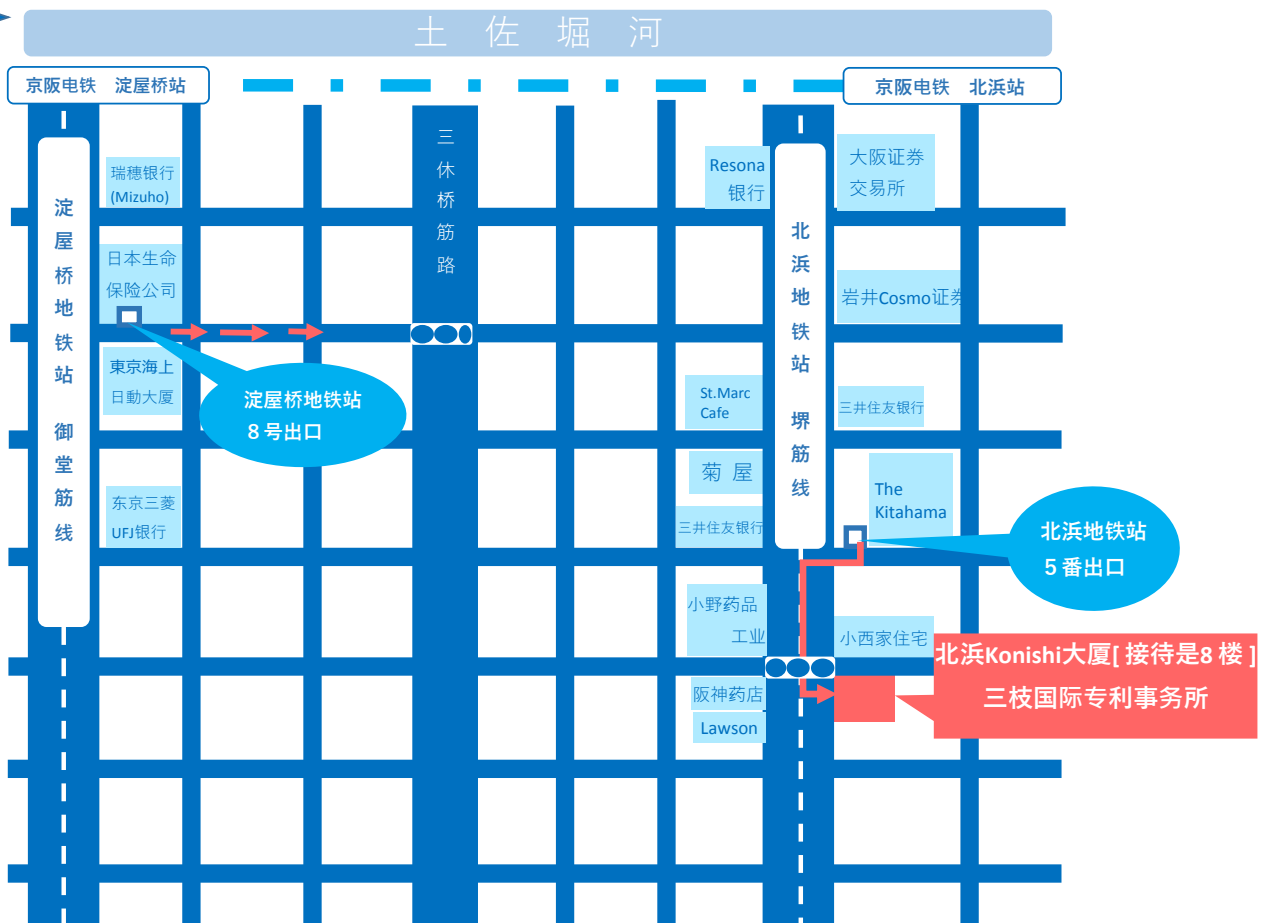 土佐堀河
京阪电铁 淀屋桥站
京阪电铁 北浜站
三休桥筋路
瑞穗银行
(Mizuho)
Resona
银行
大阪证券
交易所
淀屋桥地铁站 御堂筋线
北浜地铁站 堺筋线
日本生命
保险公司
岩井Cosmo证券
東京海上
日動大厦
淀屋桥地铁站
8号出口
St.Marc
Cafe
三井住友银行
菊屋
The
Kitahama
东京三菱
UFJ银行
三井住友银行
北浜地铁站
5番出口
小野药品
工业
小西家住宅
北浜Konishi大厦[ 接待是8 楼 ]
三枝国际专利事务所
阪神药店
Lawson